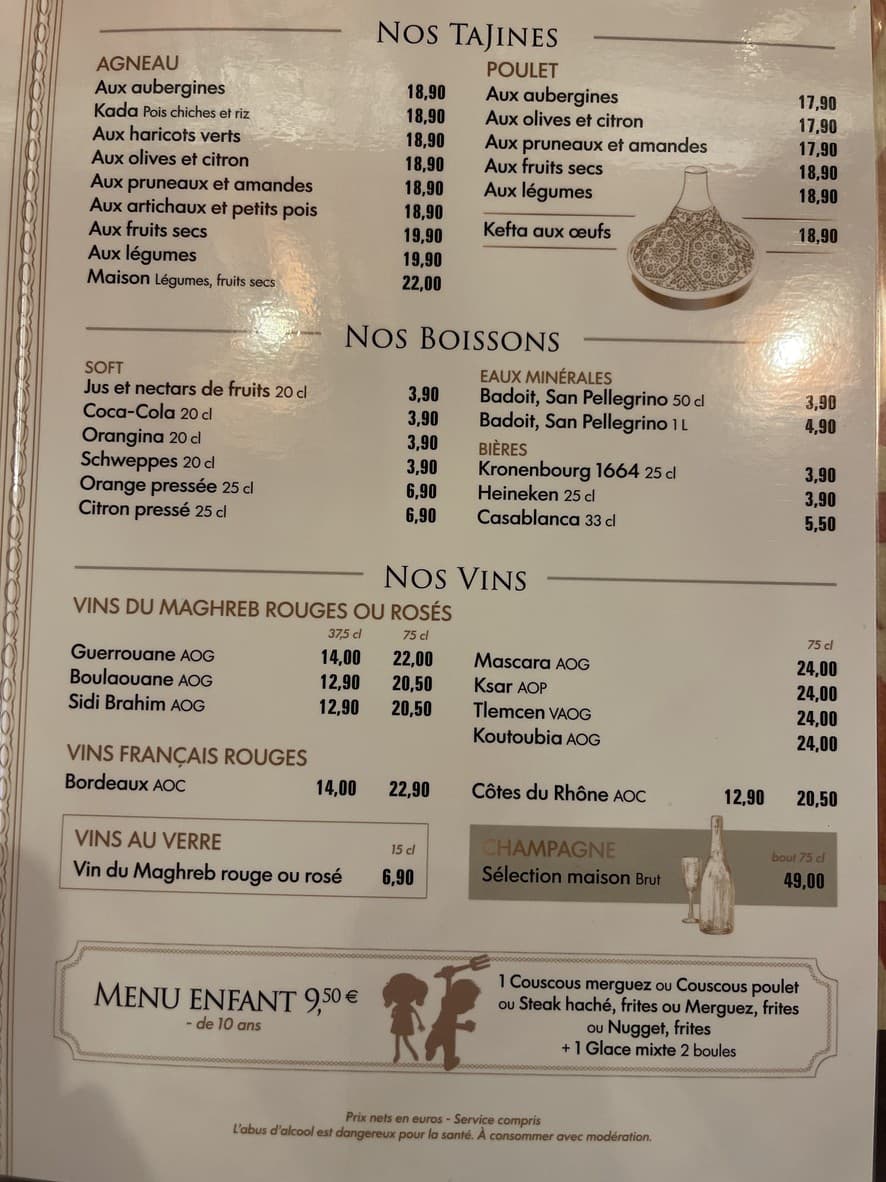 NOS TAJINES
AGNEAU
Aux aubergines 18,90
Kada Pois chiches et riz 18,90
Aux haricots verts 18,90
Aux olives et citron 18,90
Aux pruneaux et amandes 18,90
Aux artichaux et petits pois 18,90
Aux fruits secs 19,90
Aux légumes 19,90
Maison Légumes, fruits secs 22,00
POULET
Aux aubergines 17,90
Aux olives et citron 17,90
Aux pruneaux et amandes 17,90
Aux fruits secs 18,90
Aux légumes 18,90
Kefta aux œufs 18,90
NOS BOISSONS
SOFT
Jus et nectars de fruits 20 cl 3,90
Coca-Cola 20 cl 3,90
Orangina 20 cl 3,90
Schweppes 20 cl 3,90
Orange pressée 25 cl 6,90
Citron pressé 25 cl 6,90
EAUX MINÉRALES
Badoit, San Pellegrino 50 cl 3,90
Badoit, San Pellegrino 1 L 4,90
BIÈRES
Kronenbourg 1664 25 cl 3,90
Heineken 25 cl 3,90
Casablanca 33 cl 5,50
NOS VINS
VINS DU MAGHREB ROUGES OU ROSÉS
37,5 cl 75 cl
Guerrouane AOG 14,00 22,00
Boulaouane AOG 12,90 20,50
Sidi Brahim AOG 12,90 20,50
75 cl
Mascara AOG 24,00
Ksar AOP 24,00
Tlemcen VAOG 24,00
Koutoubia AOG 24,00
VINS FRANÇAIS ROUGES
Bordeaux AOC 14,00 22,90
Côtes du Rhône AOC 12,90 20,50
VINS AU VERRE 15 cl
Vin du Maghreb rouge ou rosé 6,90
CHAMPAGNE bout 75 cl
Sélection maison Brut 49,00
MENU ENFANT 9,50 €
- de 10 ans
1 Couscous merguez ou Couscous poulet
ou Steak haché, frites ou Merguez, frites
ou Nugget, frites
+ 1 Glace mixte 2 boules
Prix nets en euros - Service compris
L'abus d'alcool est dangereux pour la santé. À consommer avec modération.